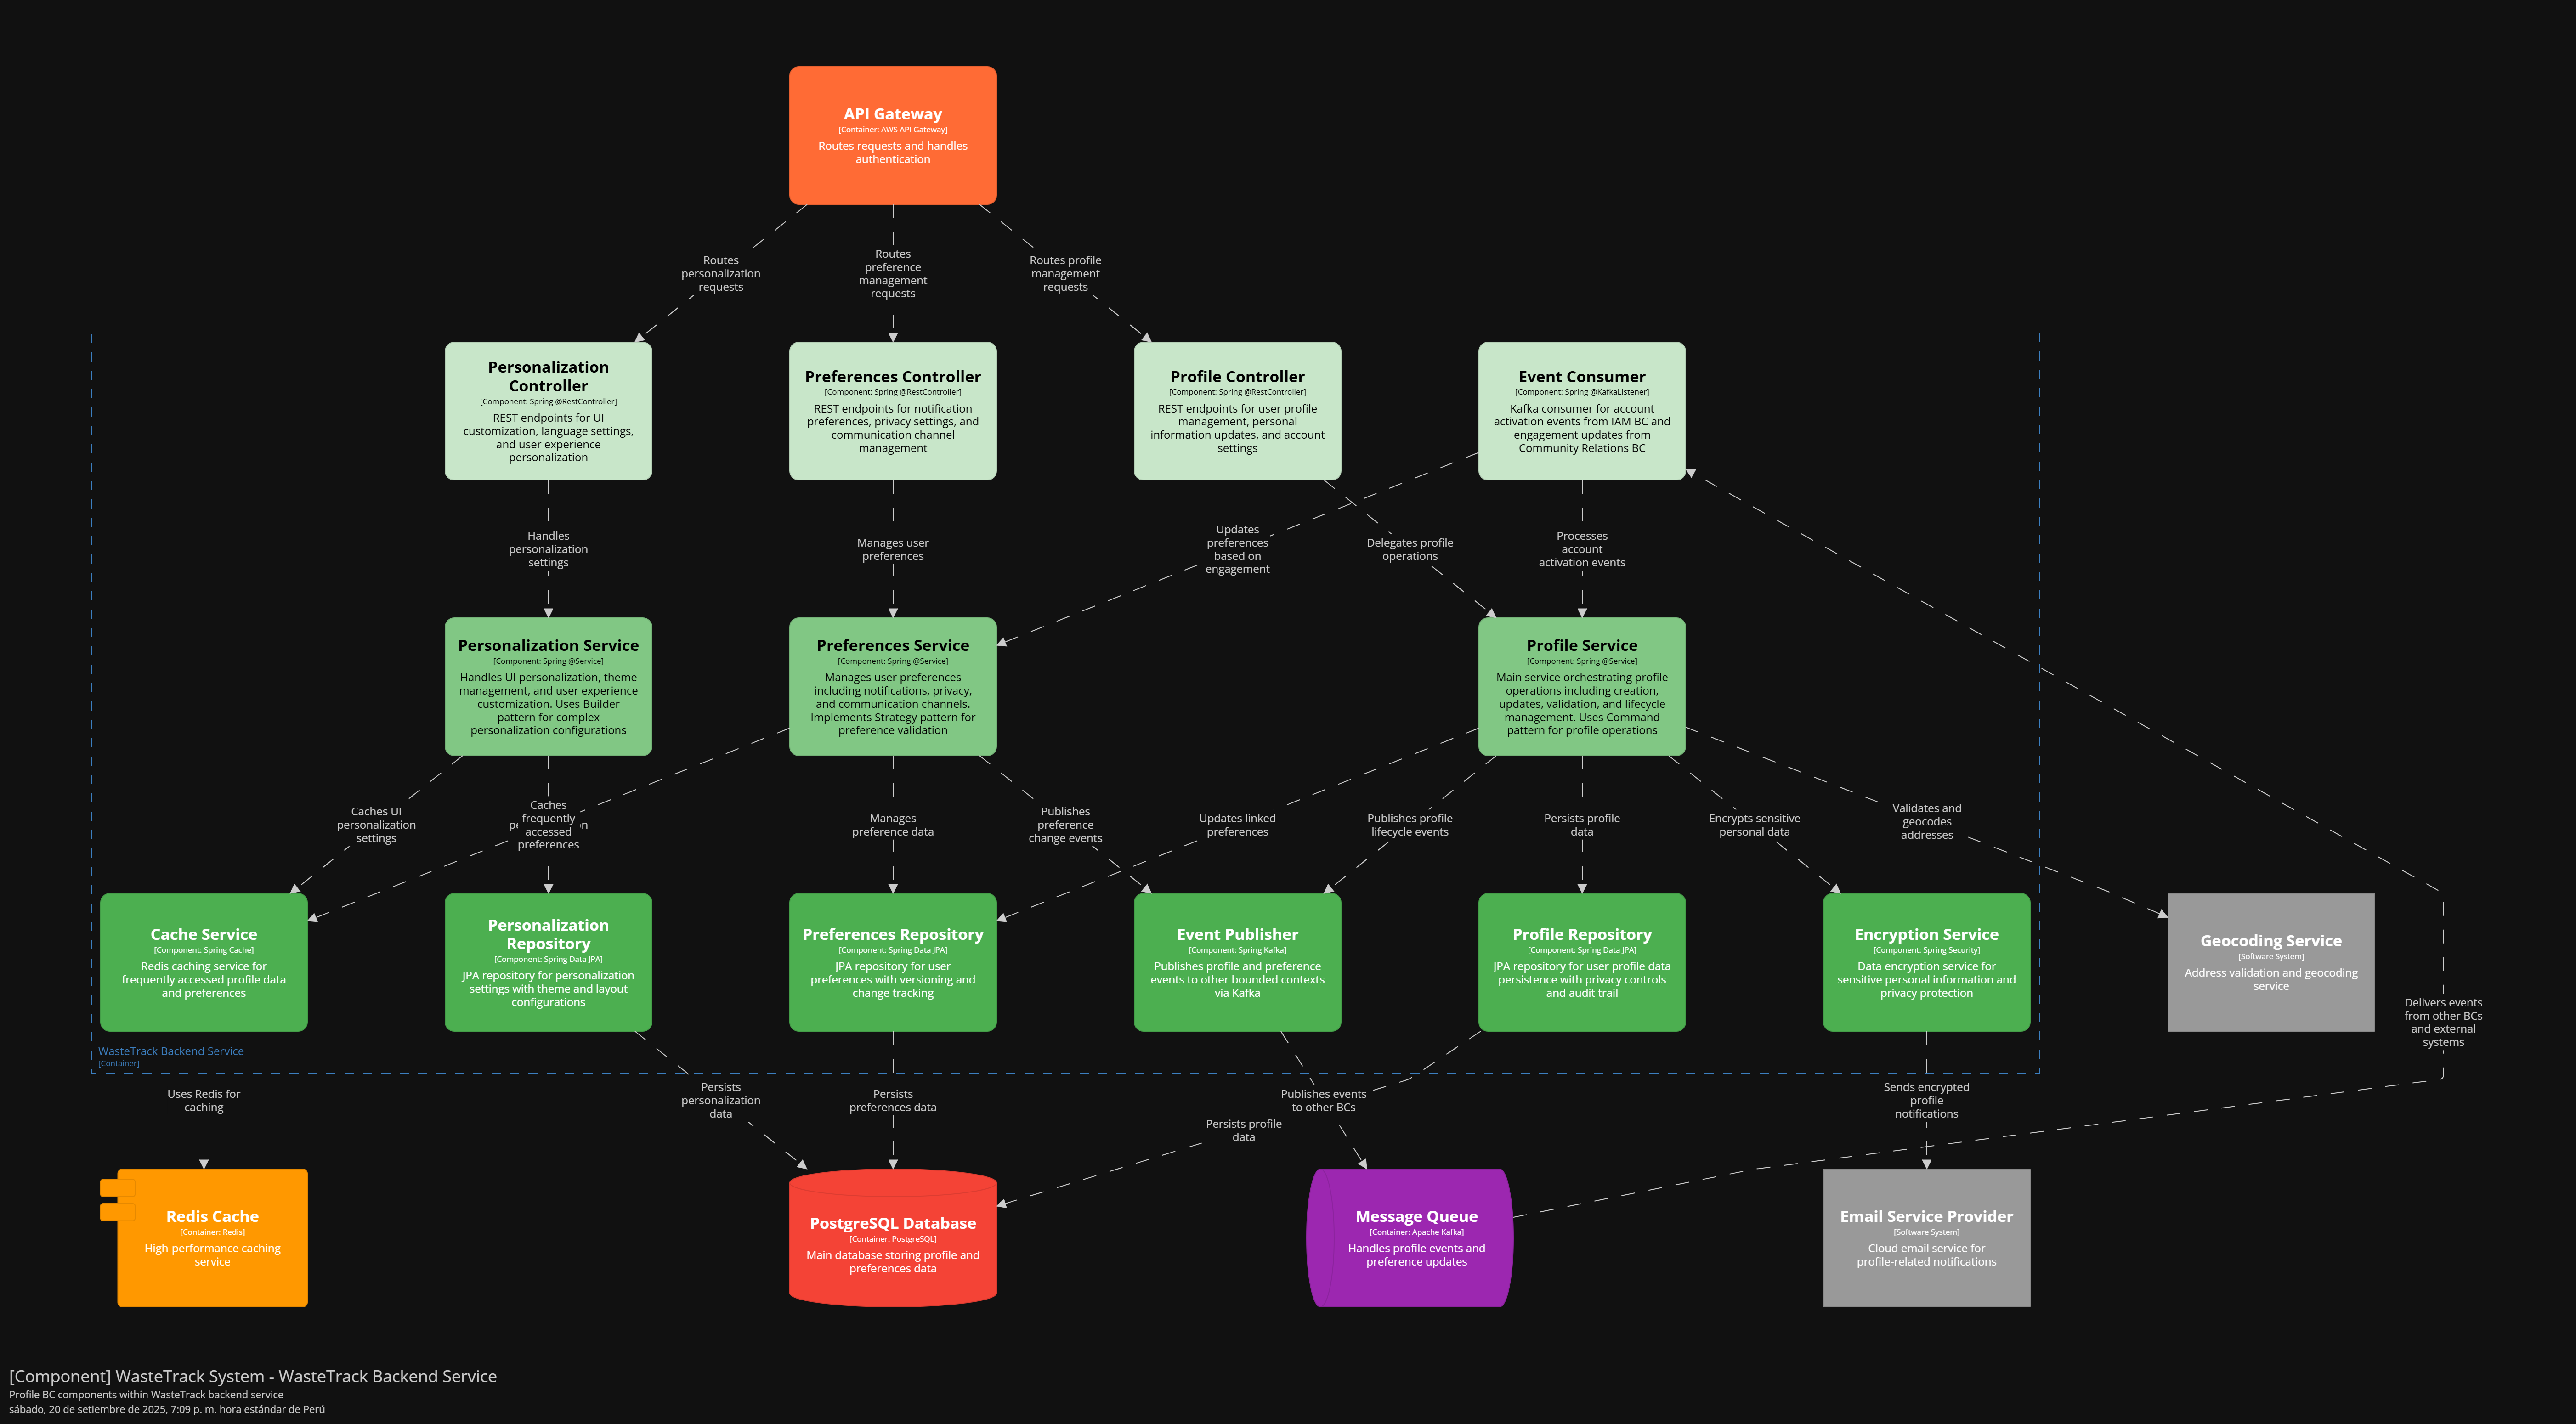 API Gateway
[Container: AWS API Gateway]
Routes requests and handles
authentication
Routes
personalization
requests
Routes
preference
management
requests
Routes profile
management
requests
Personalization
Controller
[Component: Spring @RestController]
REST endpoints for UI
customization, language settings,
and user experience
personalization
Preferences Controller
[Component: Spring @RestController]
REST endpoints for notification
preferences, privacy settings, and
communication channel
management
Profile Controller
[Component: Spring @RestController]
REST endpoints for user profile
management, personal
information updates, and account
settings
Event Consumer
[Component: Spring @KafkaListener]
Kafka consumer for account
activation events from IAM BC and
engagement updates from
Community Relations BC
Handles
personalization
settings
Manages user
preferences
Updates
preferences
based on
engagement
Delegates profile
operations
Processes
account
activation events
Personalization Service
[Component: Spring @Service]
Handles UI personalization, theme
management, and user experience
customization. Uses Builder
pattern for complex
personalization configurations
Preferences Service
[Component: Spring @Service]
Manages user preferences
including notifications, privacy,
and communication channels.
Implements Strategy pattern for
preference validation
Profile Service
[Component: Spring @Service]
Main service orchestrating profile
operations including creation,
updates, validation, and lifecycle
management. Uses Command
pattern for profile operations
Caches UI
personalization
settings
Caches
frequently
accessed
preferences
Manages
preference data
Publishes
preference
change events
Updates linked
preferences
Publishes profile
lifecycle events
Persists profile
data
Encrypts sensitive
personal data
Validates and
geocodes
addresses
Cache Service
[Component: Spring Cache]
Redis caching service for
frequently accessed profile data
and preferences
Personalization
Repository
[Component: Spring Data JPA]
JPA repository for personalization
settings with theme and layout
configurations
Preferences Repository
[Component: Spring Data JPA]
JPA repository for user
preferences with versioning and
change tracking
Event Publisher
[Component: Spring Kafka]
Publishes profile and preference
events to other bounded contexts
via Kafka
Profile Repository
[Component: Spring Data JPA]
JPA repository for user profile data
persistence with privacy controls
and audit trail
Encryption Service
[Component: Spring Security]
Data encryption service for
sensitive personal information and
privacy protection
Geocoding Service
[Software System]
Address validation and geocoding
service
Delivers events
from other BCs
and external
systems
WasteTrack Backend Service
[Container]
Uses Redis for
caching
Persists
personalization
data
Persists
preferences data
Publishes events
to other BCs
Persists profile
data
Sends encrypted
profile
notifications
Redis Cache
[Container: Redis]
High-performance caching
service
PostgreSQL Database
[Container: PostgreSQL]
Main database storing profile and
preferences data
Message Queue
[Container: Apache Kafka]
Handles profile events and
preference updates
Email Service Provider
[Software System]
Cloud email service for
profile-related notifications
[Component] WasteTrack System - WasteTrack Backend Service
Profile BC components within WasteTrack backend service
sábado, 20 de setiembre de 2025, 7:09 p. m. hora estándar de Perú